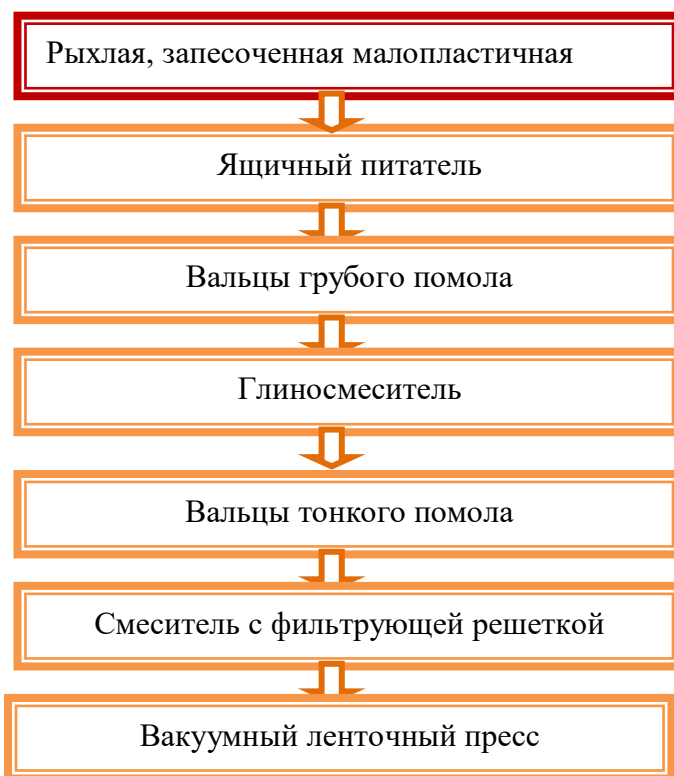 Рыхлая, запесоченная малопластичная
Ящичный питатель
Вальцы грубого помола
Глиносмеситель
Вальцы тонкого помола
Смеситель с фильтрующей решеткой
Вакуумный ленточный пресс